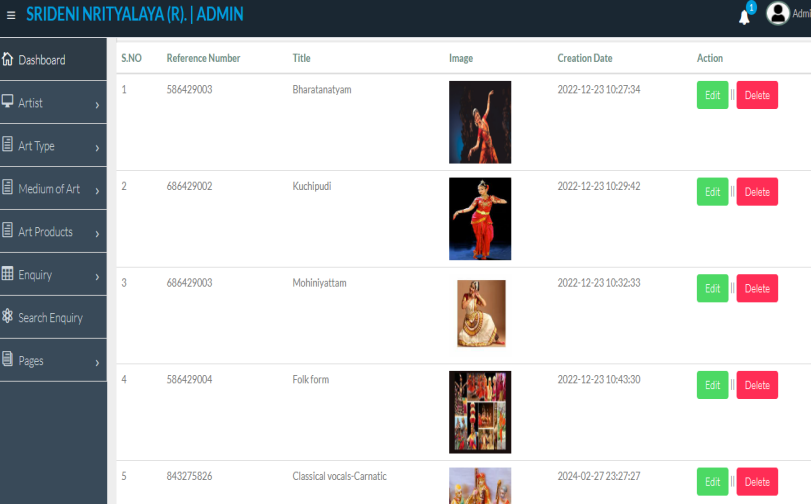 SRIDENI NRITYALAYA (R). | ADMIN
1
Admi
Dashboard
Artist
Art Type
Medium of Art
Art Products
Enquiry
Search Enquiry
Pages
S.NO Reference Number Title Image Creation Date Action
1 586429003 Bharatanatyam 2022-12-23 10:27:34 Edit || Delete
2 686429002 Kuchipudi 2022-12-23 10:29:42 Edit || Delete
3 686429003 Mohiniyattam 2022-12-23 10:32:33 Edit || Delete
4 586429004 Folk form 2022-12-23 10:43:30 Edit || Delete
5 843275826 Classical vocals-Carnatic 2024-02-27 23:27:27 Edit || Delete